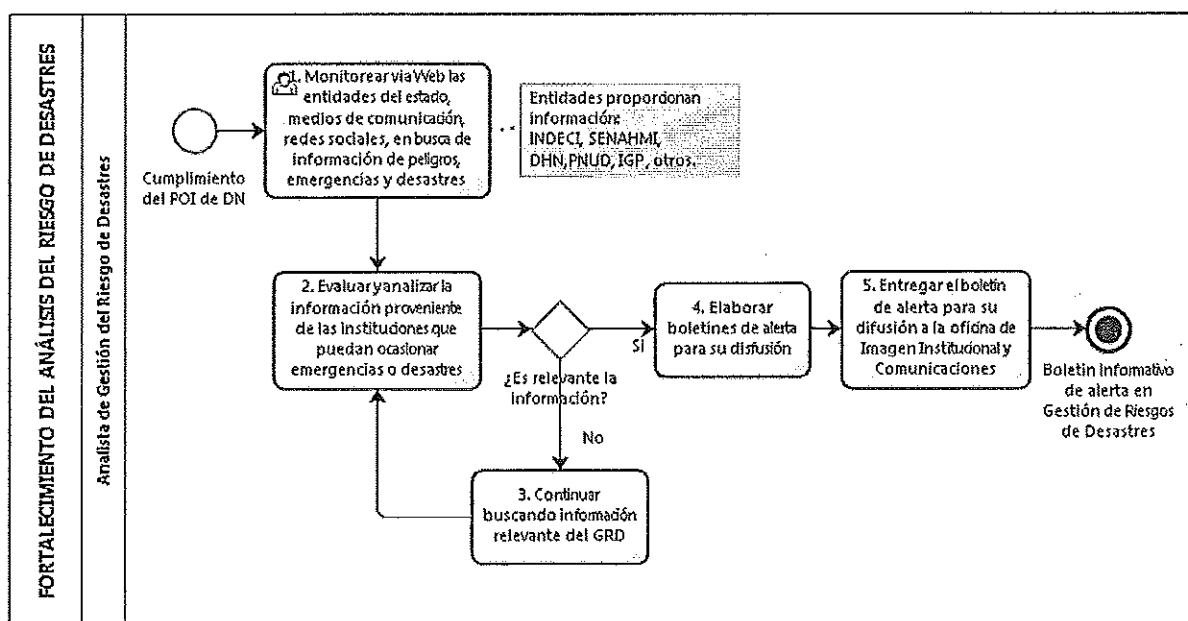 FORTALECIMIENTO DEL ANÁLISIS DEL RIESGO DE DESASTRES
Analista de Gestión del Riesgo de Desastres
Cumplimiento
del POI de DN
1. Monitorear via Web las
entidades del estado,
medios de comunicación,
redes sociales, en busca de
información de peligros,
emergencias y desastres
Entidades proporcionan
información:
INDECI, SENAHMI,
DHN,PNUD, IGP, otros.
2. Evaluar y analizar la
información proveniente
de las instituciones que
puedan ocasionar
emergencias o desastres
¿Es relevante la
información?
Sí
No
3. Continuar
buscando información
relevante del GRD
4. Elaborar
boletines de alerta
para su disfusión
5. Entregar el boletín
de alerta para su
difusión a la oficina de
Imagen Institucional y
Comunicaciones
Boletin informativo
de alerta en
Gestión de Riesgos
de Desastres